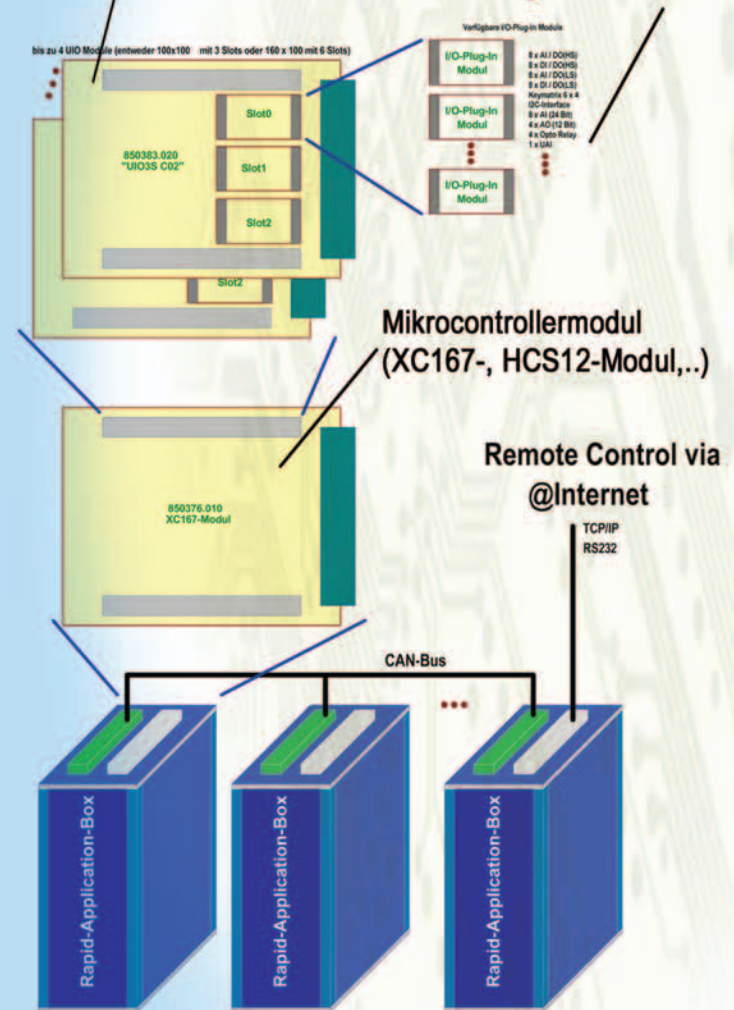 Verfügbare I/O-Plug-In Module
bis zu 4 UIO Module (entweder 100x100 mit 3 Slots oder 160 x 100 mit 6 Slots)
I/O-Plug-In
Modul
I/O-Plug-In
Modul
I/O-Plug-In
Modul
8 x AI / DO(HS)
8 x DI / DO(HS)
8 x AI / DO(LS)
8 x DI / DO(LS)
Keymatrix 6 x 4
I2C-Interface
8 x AI (24 Bit)
4 x AO (12 Bit)
4 x Opto Relay
1 x UAI
850383.020
"UIO3S C02"
Slot0
Slot1
Slot2
Slot2
Mikrocontrollermodul
(XC167-, HCS12-Modul,..)
850376.010
XC167-Modul
Remote Control via
@Internet
TCP/IP
RS232
CAN-Bus
Rapid-Application-Box
Rapid-Application-Box
Rapid-Application-Box